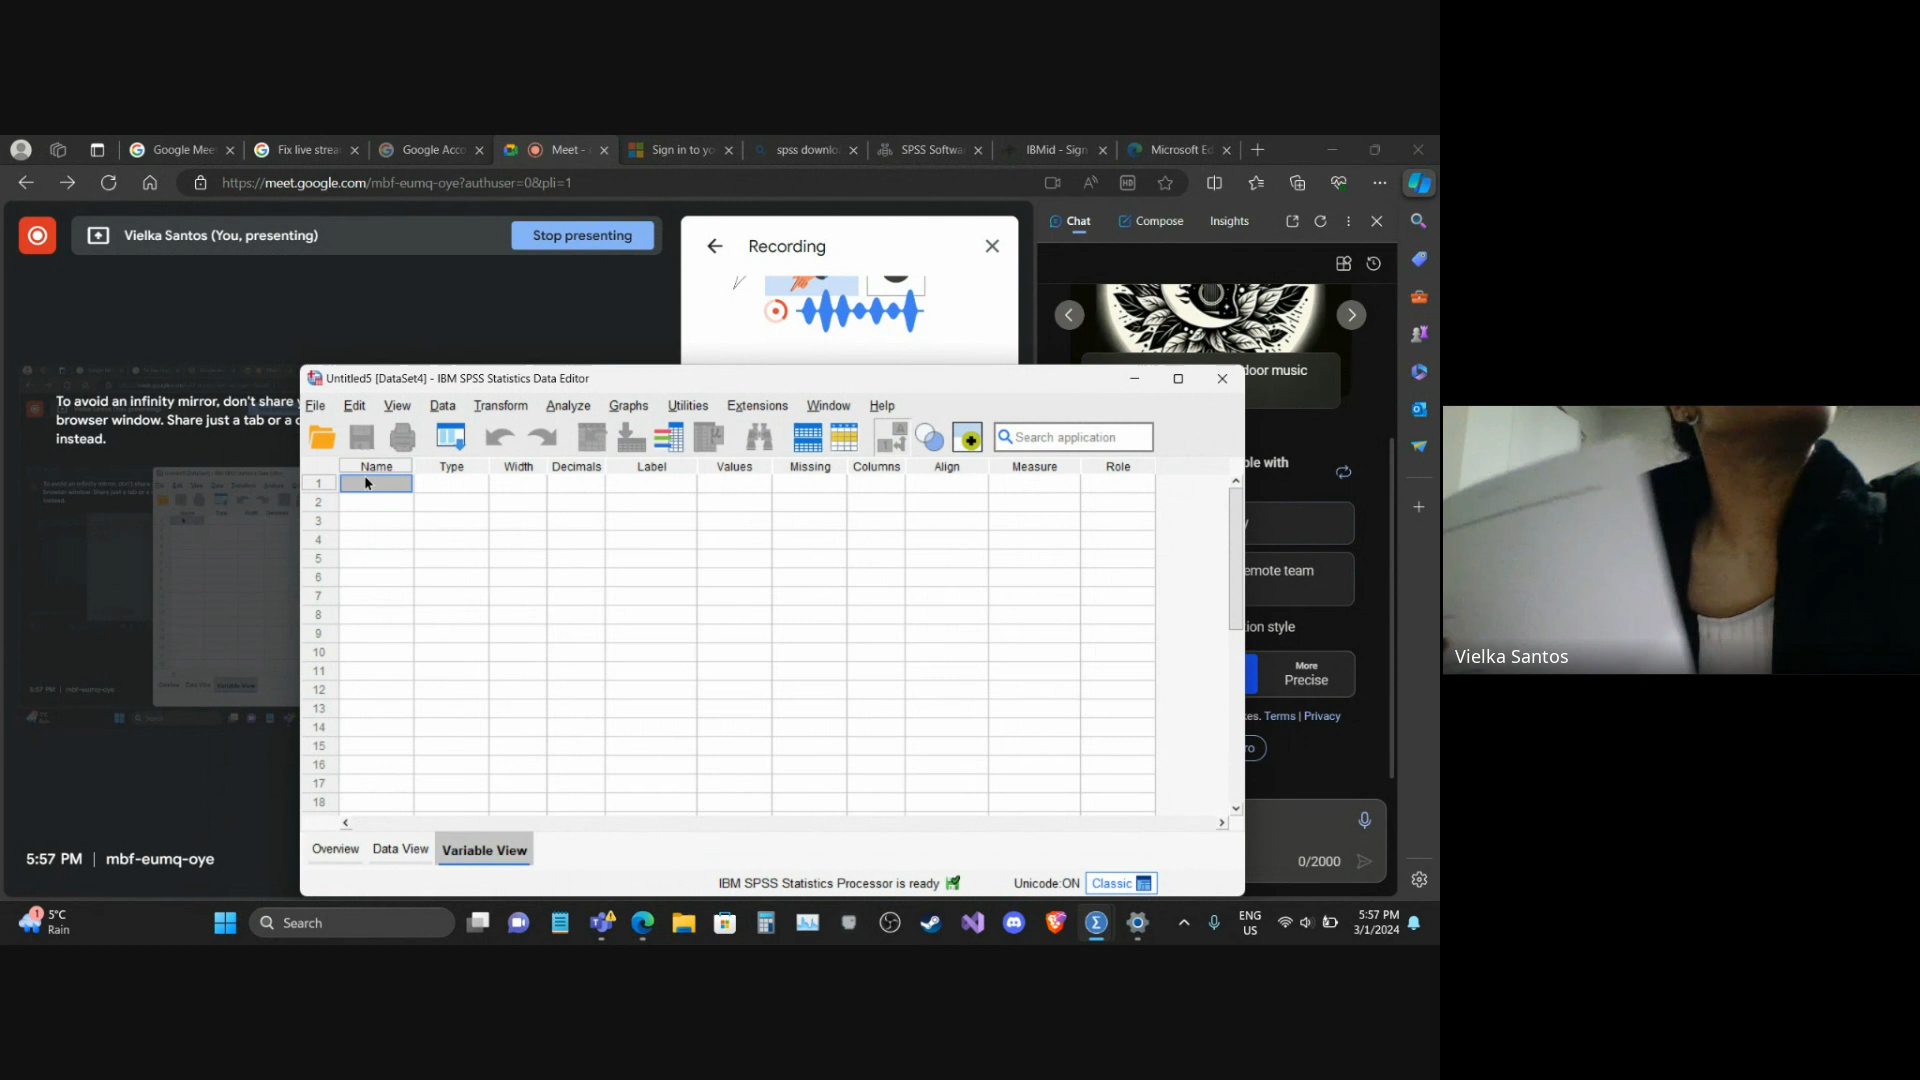 Google Mee
Fix live strea
Google Acco
Meet -
Sign in to yo
spss downlo
SPSS Softwa
IBMid - Sign
Microsoft Ed
https://meet.google.com/mbf-eumq-oye?authuser=0&pli=1
Vielka Santos (You, presenting)
Stop presenting
Recording
Chat
Compose
Insights
door music
To avoid an infinity mirror, don't share
browser window. Share just a tab or a
instead.
Untitled5 [DataSet4] - IBM SPSS Statistics Data Editor
File Edit View Data Transform Analyze Graphs Utilities Extensions Window Help
Search application
Name Type Width Decimals Label Values Missing Columns Align Measure Role
1
2
3
4
5
6
7
8
9
10
11
12
13
14
15
16
17
18
Overview Data View Variable View
IBM SPSS Statistics Processor is ready
Unicode:ON
Classic
ble with
emote team
ion style
More
Precise
es. Terms | Privacy
ro
0/2000
5:57 PM | mbf-eumq-oye
Vielka Santos
1
5°C
Rain
Search
ENG
US
5:57 PM
3/1/2024